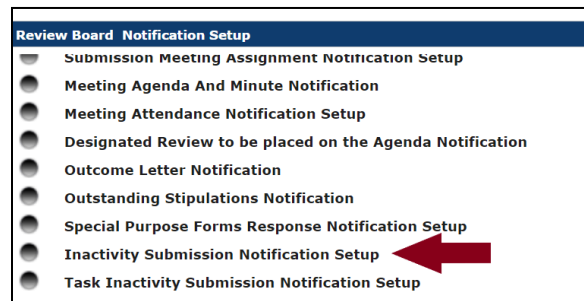 Review Board Notification Setup
Submission Meeting Assignment Notification Setup
Meeting Agenda And Minute Notification
Meeting Attendance Notification Setup
Designated Review to be placed on the Agenda Notification
Outcome Letter Notification
Outstanding Stipulations Notification
Special Purpose Forms Response Notification Setup
Inactivity Submission Notification Setup
Task Inactivity Submission Notification Setup